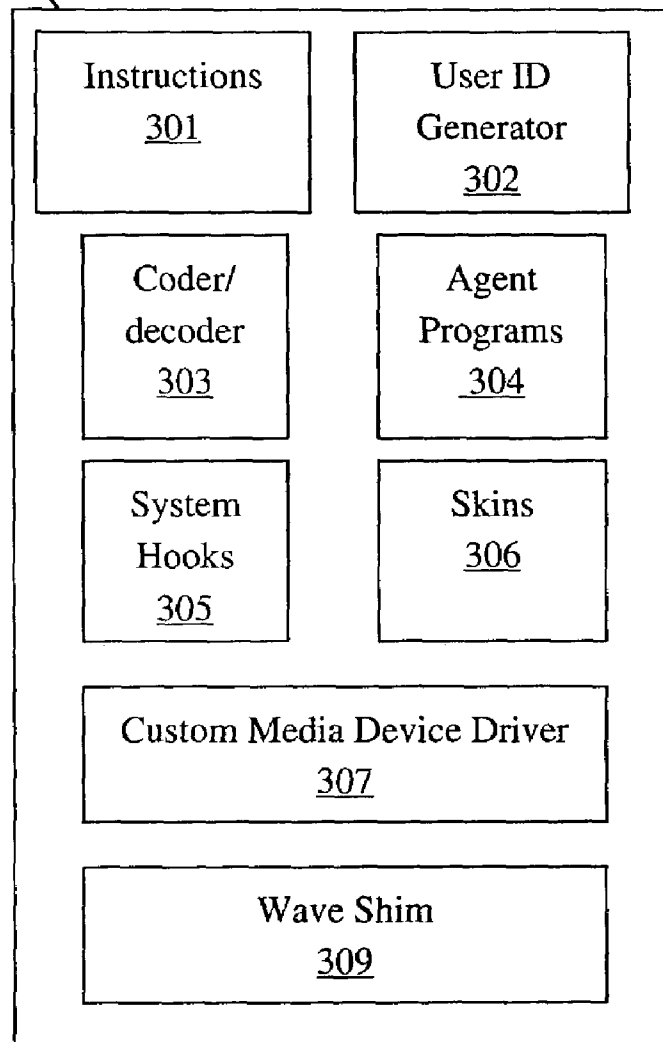 Instructions
301
User ID
Generator
302
Coder/
decoder
303
Agent
Programs
304
System
Hooks
305
Skins
306
Custom Media Device Driver
307
Wave Shim
309